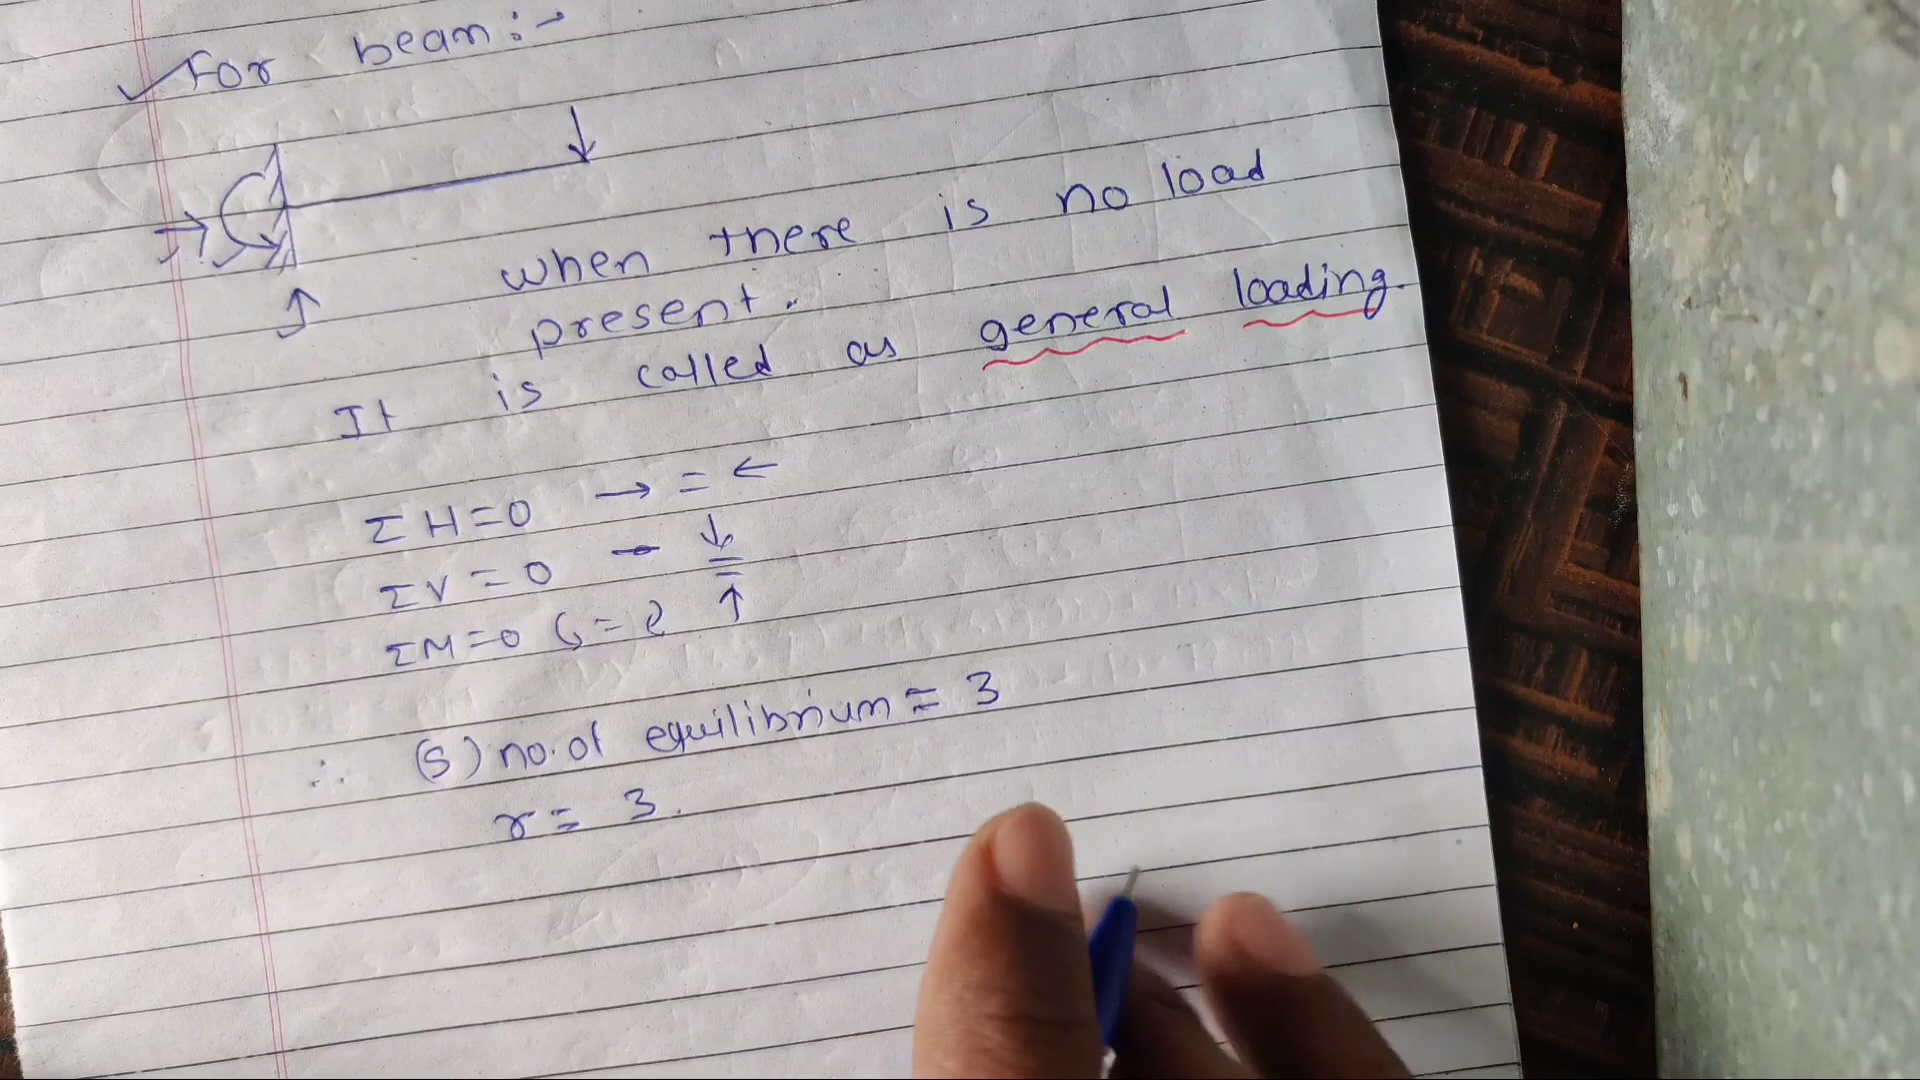 For beam :-
when there is no load
present.
It is called as general loading.
ΣH=0 → = ←
ΣV=0 - ↓ = ↑
ΣM=0 ↺ = ↻
∴ (S) no. of equilibrium = 3
r = 3.